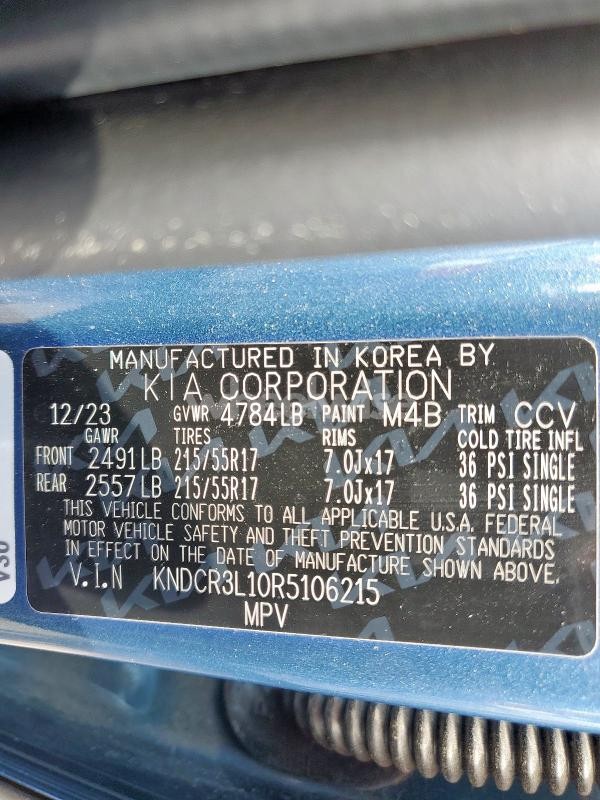 MANUFACTURED IN KOREA BY
KIA CORPORATION
12/23 GVWR 4784LB PAINT M4B TRIM CCV
GAWR TIRES RIMS COLD TIRE INFL
FRONT 2491LB 215/55R17 7.0Jx17 36 PSI SINGLE
REAR 2557LB 215/55R17 7.0Jx17 36 PSI SINGLE
THIS VEHICLE CONFORMS TO ALL APPLICABLE U.S.A. FEDERAL
MOTOR VEHICLE SAFETY AND THEFT PREVENTION STANDARDS
IN EFFECT ON THE DATE OF MANUFACTURE SHOWN ABOVE.
V.I.N KNDCR3L10R5106215
MPV